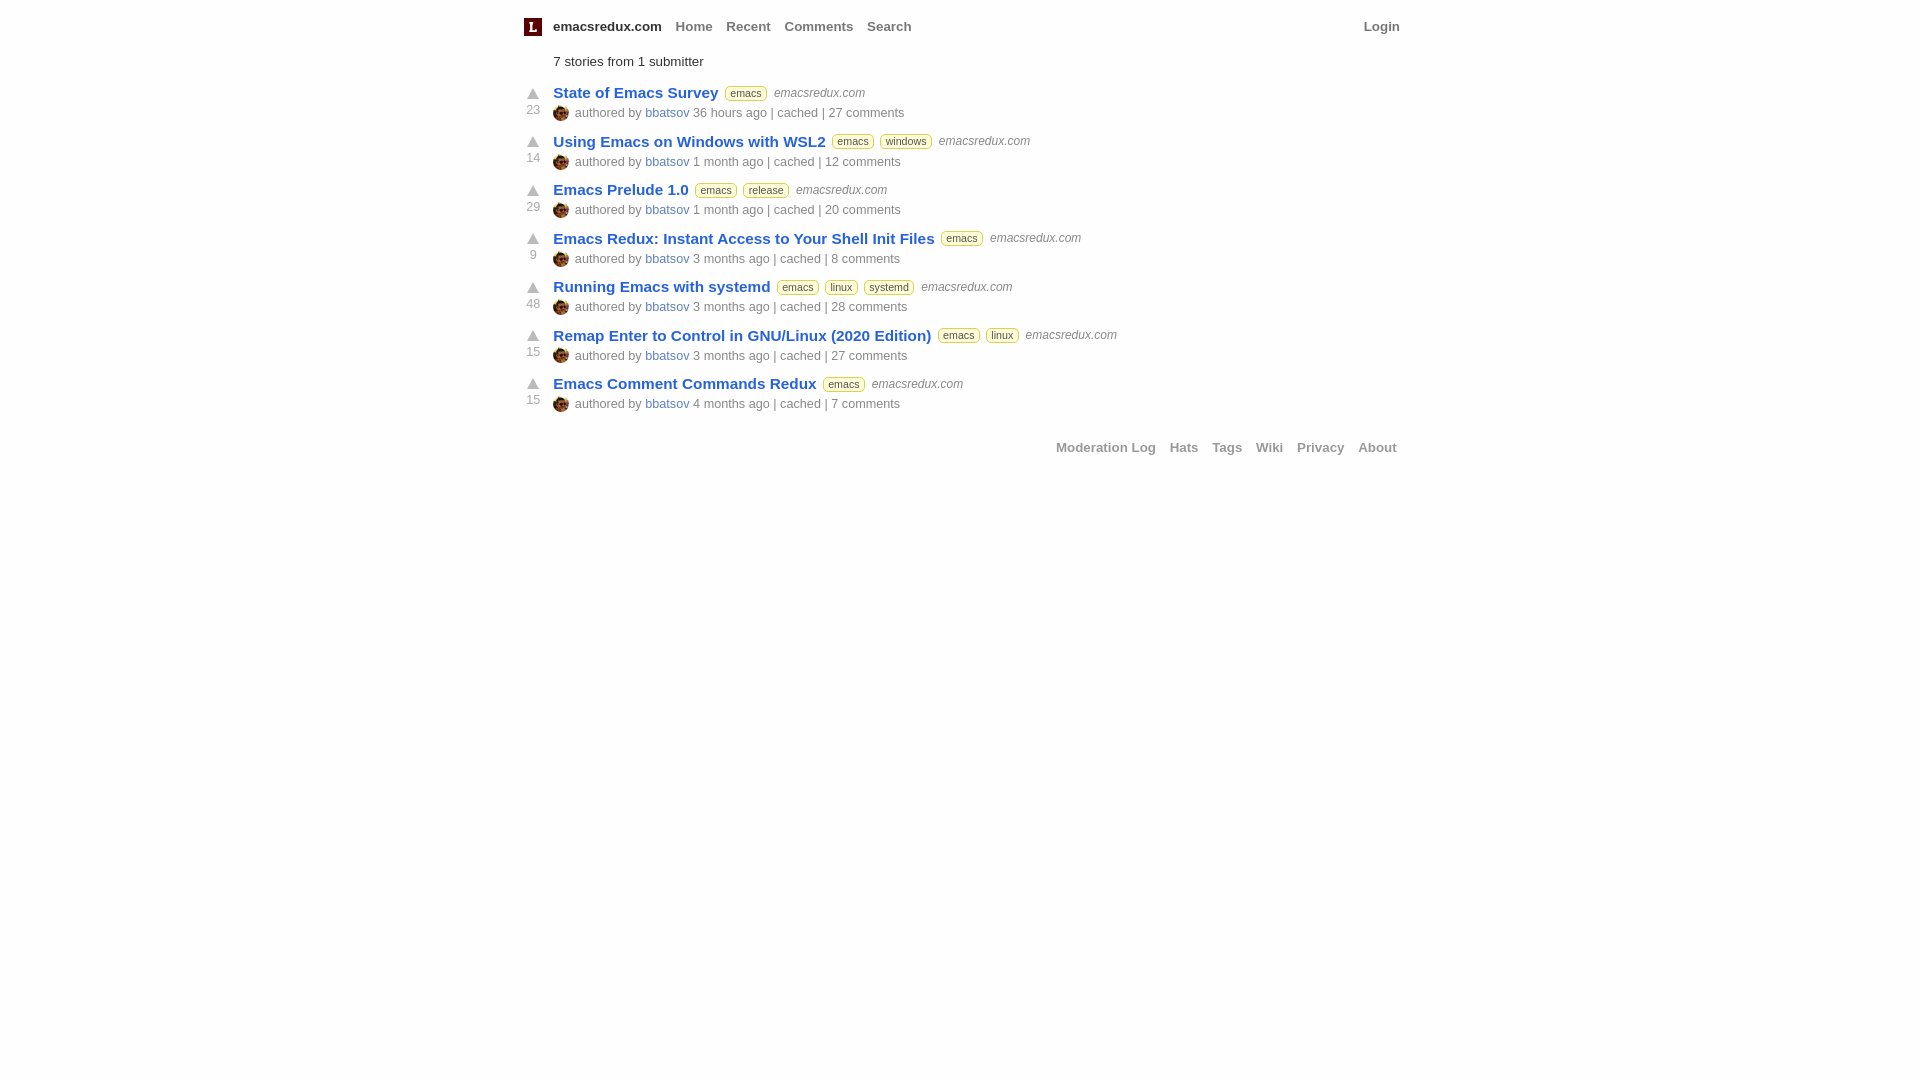 L emacsredux.com Home Recent Comments Search Login
7 stories from 1 submitter
State of Emacs Survey emacs emacsredux.com
23
authored by bbatsov 36 hours ago | cached | 27 comments
Using Emacs on Windows with WSL2 emacs windows emacsredux.com
14
authored by bbatsov 1 month ago | cached | 12 comments
Emacs Prelude 1.0 emacs release emacsredux.com
29
authored by bbatsov 1 month ago | cached | 20 comments
Emacs Redux: Instant Access to Your Shell Init Files emacs emacsredux.com
9
authored by bbatsov 3 months ago | cached | 8 comments
Running Emacs with systemd emacs linux systemd emacsredux.com
48
authored by bbatsov 3 months ago | cached | 28 comments
Remap Enter to Control in GNU/Linux (2020 Edition) emacs linux emacsredux.com
15
authored by bbatsov 3 months ago | cached | 27 comments
Emacs Comment Commands Redux emacs emacsredux.com
15
authored by bbatsov 4 months ago | cached | 7 comments
Moderation Log Hats Tags Wiki Privacy About